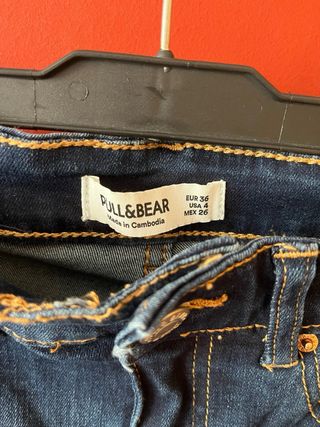 PULL&BEAR
Made in Cambodia
EUR 36
USA 4
MEX 26